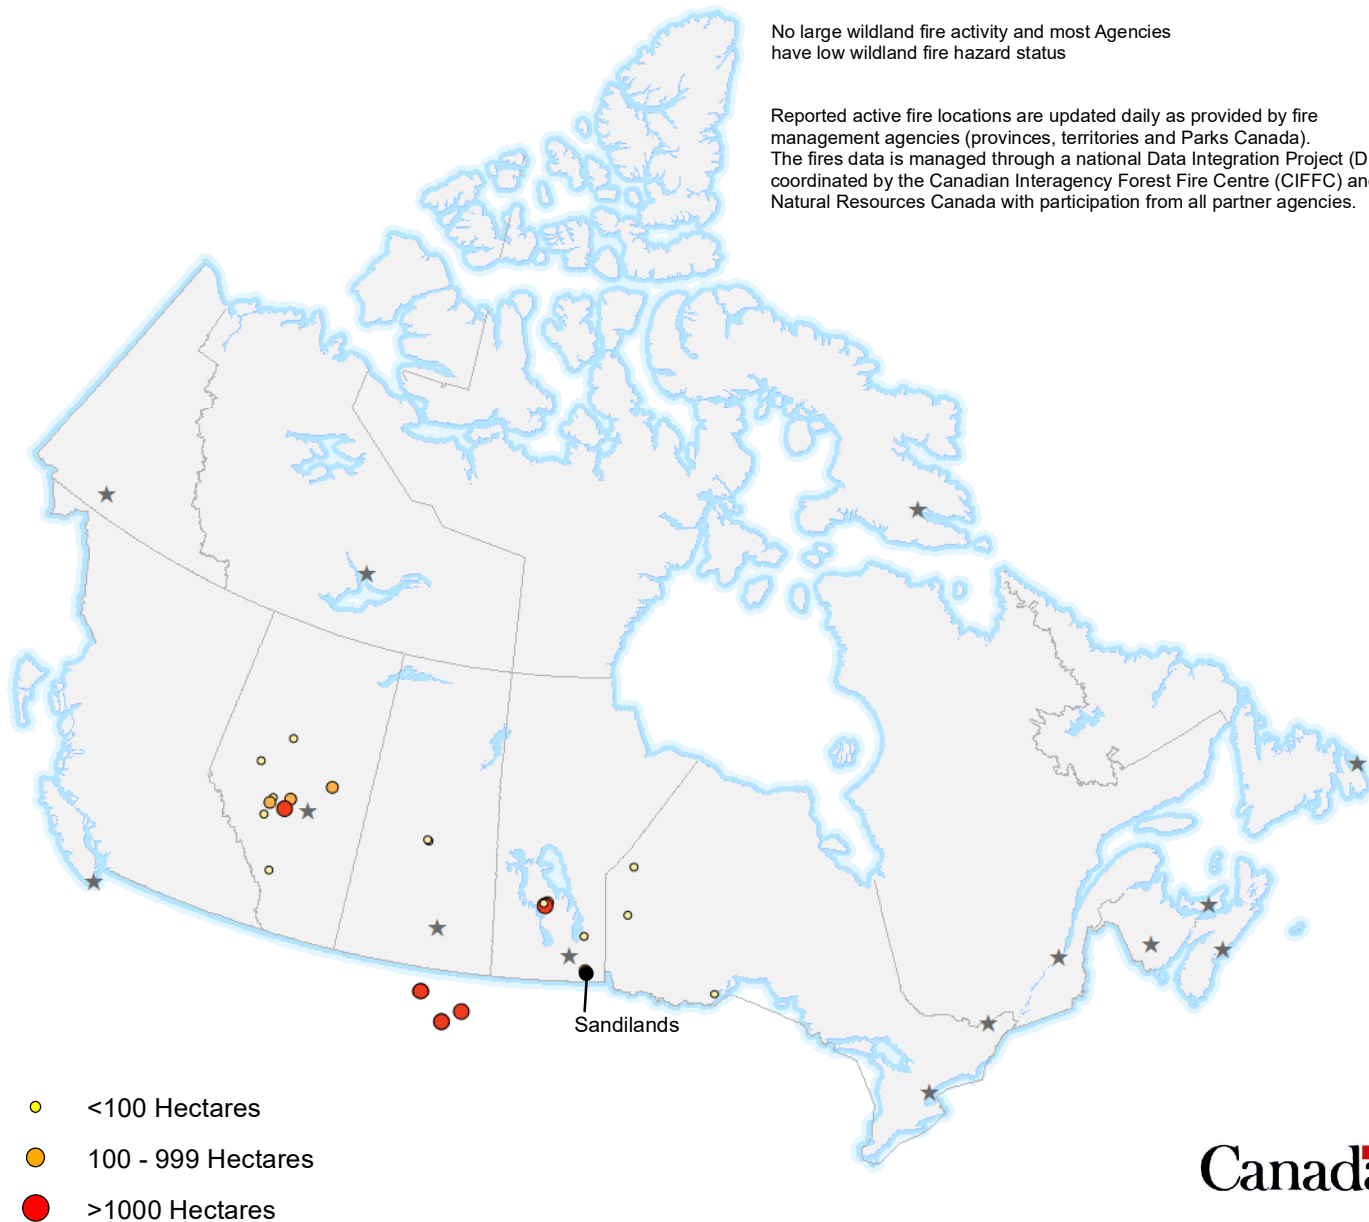 No large wildland fire activity and most Agencies
have low wildland fire hazard status
Reported active fire locations are updated daily as provided by fire
management agencies (provinces, territories and Parks Canada).
The fires data is managed through a national Data Integration Project (D
coordinated by the Canadian Interagency Forest Fire Centre (CIFFC) and
Natural Resources Canada with participation from all partner agencies.
Sandilands
<100 Hectares
100 - 999 Hectares
>1000 Hectares
Canada